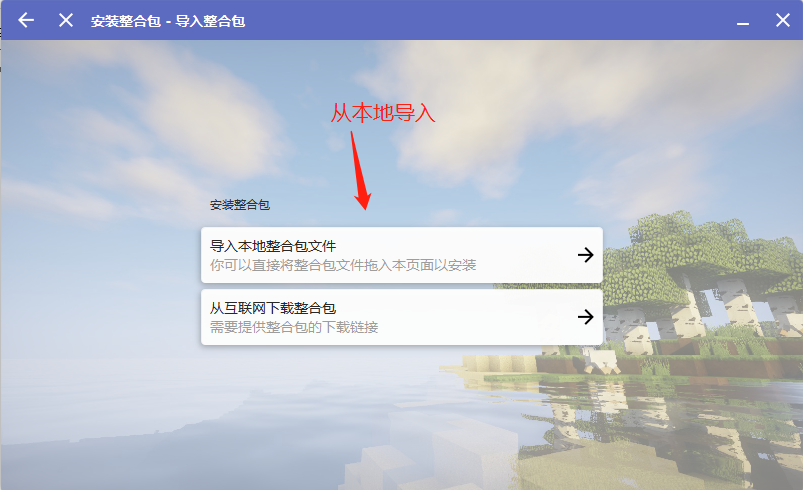 安装整合包 - 导入整合包
从本地导入
安装整合包
导入本地整合包文件
你可以直接将整合包文件拖入本页面以安装
从互联网下载整合包
需要提供整合包的下载链接